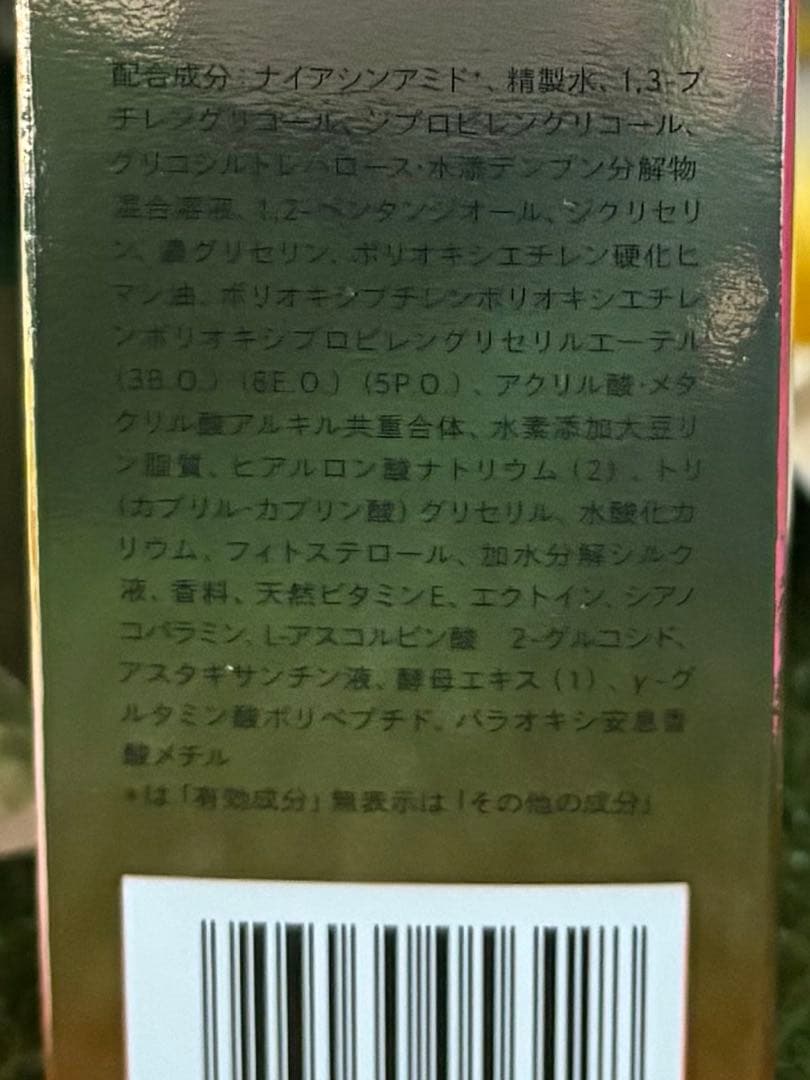 配合成分:ナイアシンアミド*、精製水、1,3-ブ
チレングリコール、ジプロピレングリコール、
グリコシルトレハロース・水添デンプン分解物
混合溶液、1,2-ペンタンジオール、ジグリセリ
ン、濃グリセリン、ポリオキシエチレン硬化ヒ
マシ油、ポリオキシブチレンポリオキシエチレ
ンポリオキシプロピレングリセリルエーテル
(3B.O.) (8E.O.) (5P.O.)、アクリル酸・メタ
クリル酸アルキル共重合体、水素添加大豆リ
ン脂質、ヒアルロン酸ナトリウム(2)、トリ
(カプリル・カプリン酸)グリセリル、水酸化カ
リウム、フィトステロール、加水分解シルク
液、香料、天然ビタミンE、エクトイン、シアノ
コバラミン、L-アスコルビン酸 2-グルコシド、
アスタキサンチン液、酵母エキス(1)、γ-グ
ルタミン酸ポリペプチド、パラオキシ安息香
酸メチル
*は「有効成分」無表示は「その他の成分」